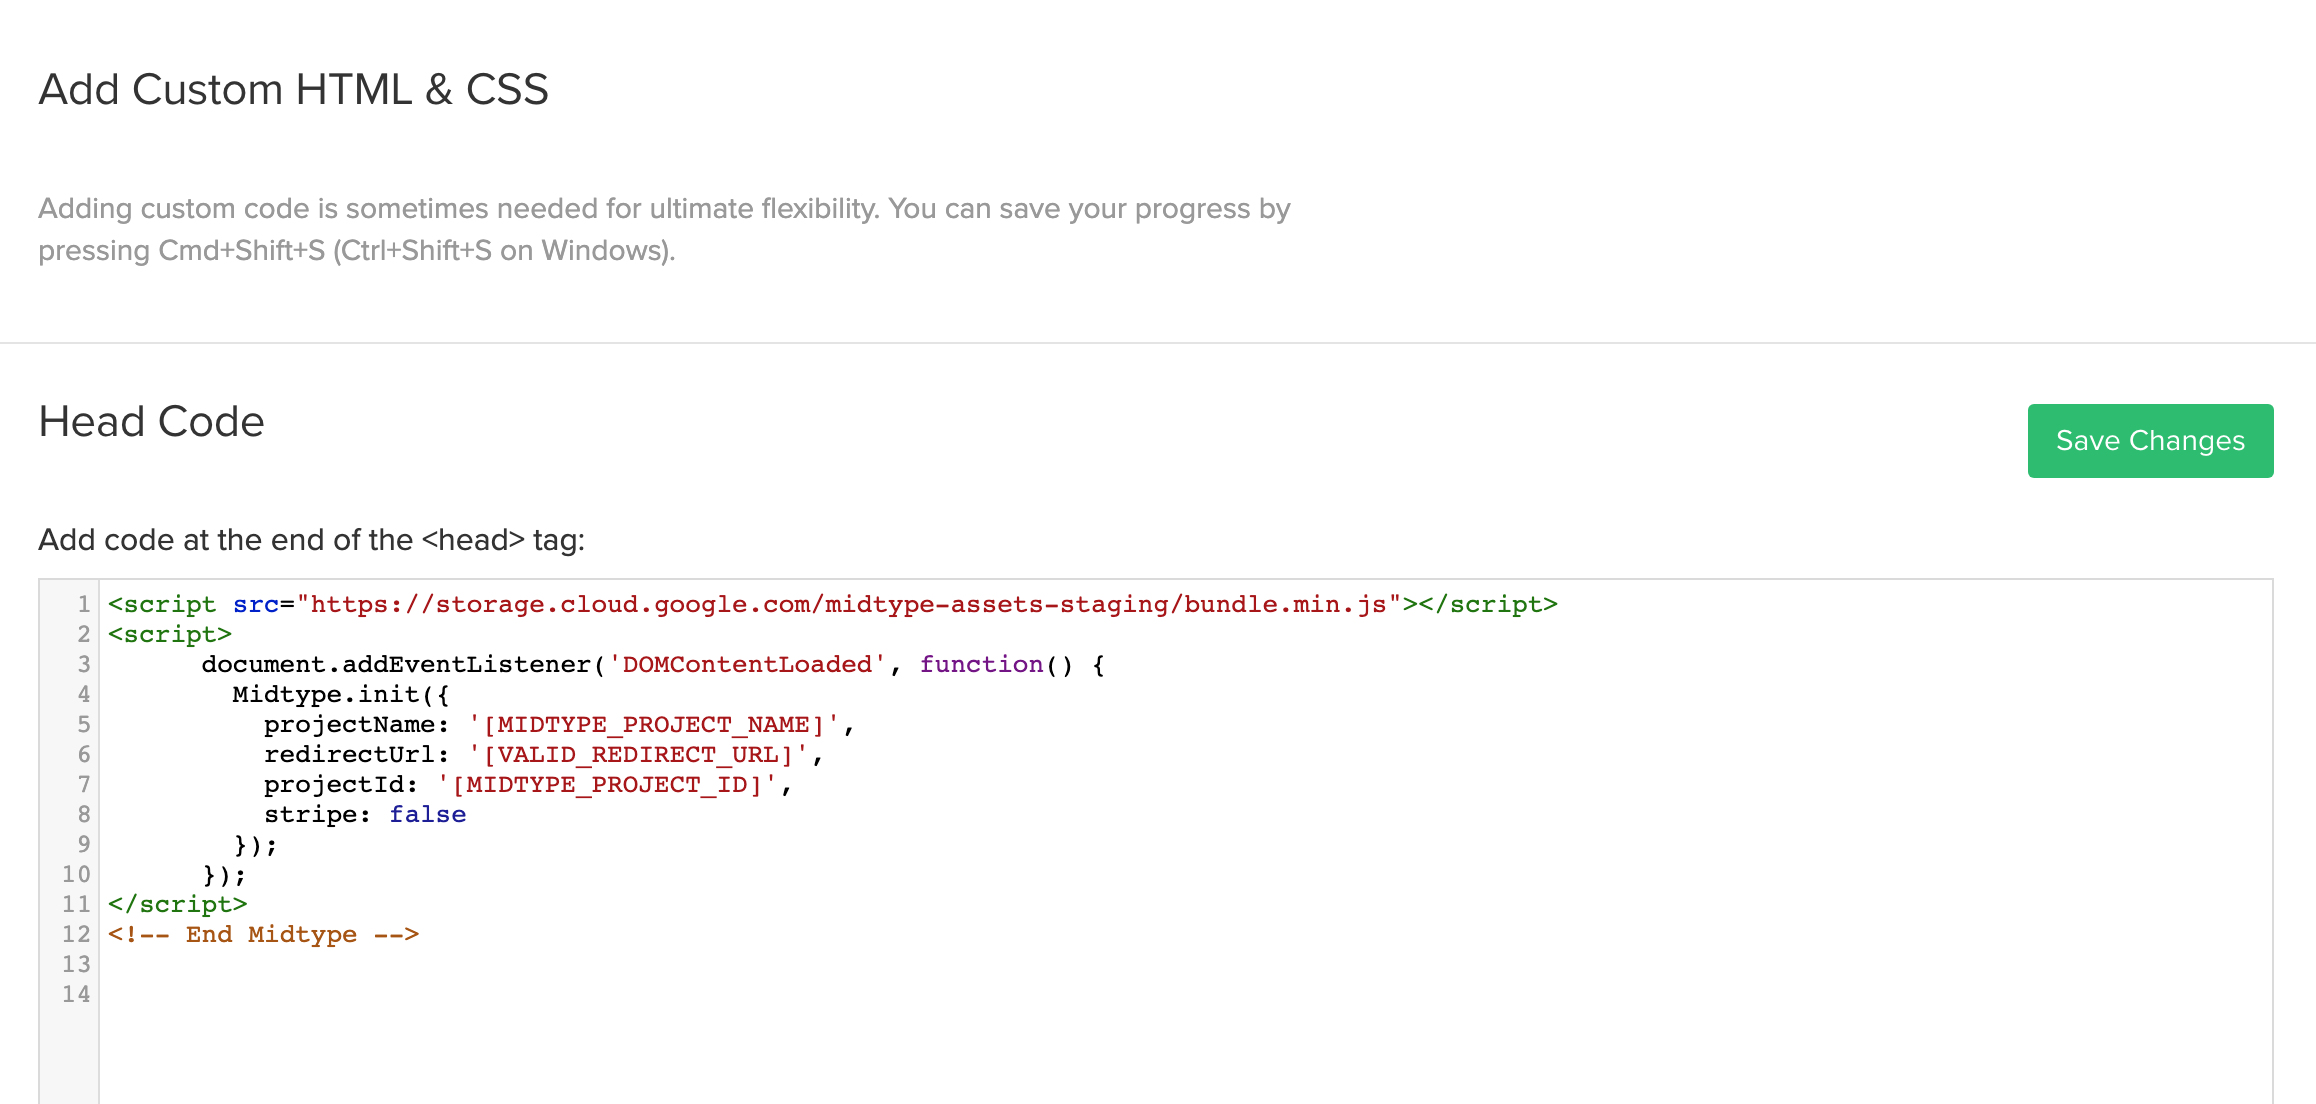 Add Custom HTML & CSS
Adding custom code is sometimes needed for ultimate flexibility. You can save your progress by
pressing Cmd+Shift+S (Ctrl+Shift+S on Windows).
Head Code
Save Changes
Add code at the end of the <head> tag:
1 <script src="https://storage.cloud.google.com/midtype-assets-staging/bundle.min.js"></script>
2 <script>
3       document.addEventListener('DOMContentLoaded', function() {
4         Midtype.init({
5           projectName: '[MIDTYPE_PROJECT_NAME]',
6           redirectUrl: '[VALID_REDIRECT_URL]',
7           projectId: '[MIDTYPE_PROJECT_ID]',
8           stripe: false
9         });
10       });
11 </script>
12 <!-- End Midtype -->
13
14